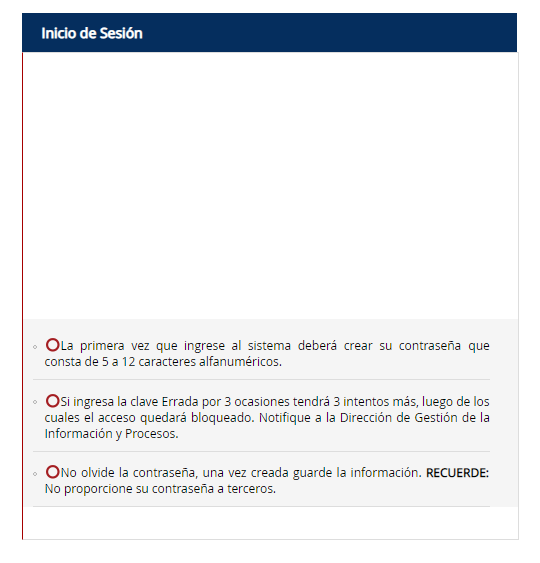 Inicio de Sesión
La primera vez que ingrese al sistema deberá crear su contraseña que
consta de 5 a 12 caracteres alfanuméricos.
Si ingresa la clave Errada por 3 ocasiones tendrá 3 intentos más, luego de los
cuales el acceso quedará bloqueado. Notifique a la Dirección de Gestión de la
Información y Procesos.
No olvide la contraseña, una vez creada guarde la información. RECUERDE:
No proporcione su contraseña a terceros.